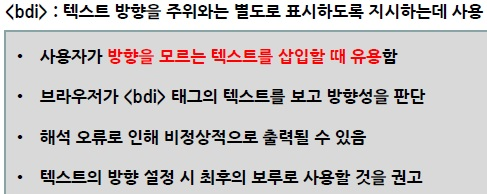 <bdi> : 텍스트 방향을 주위와는 별도로 표시하도록 지시하는데 사용
• 사용자가 방향을 모르는 텍스트를 삽입할 때 유용함
• 브라우저가 <bdi> 태그의 텍스트를 보고 방향성을 판단
• 해석 오류로 인해 비정상적으로 출력될 수 있음
• 텍스트의 방향 설정 시 최후의 보루로 사용할 것을 권고